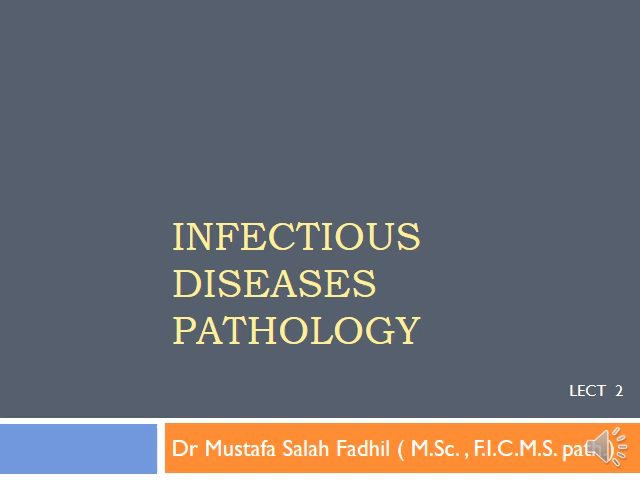 INFECTIOUS
DISEASES
PATHOLOGY
LECT 2
Dr Mustafa Salah Fadhil ( M.Sc. , F.I.C.M.S. path.)